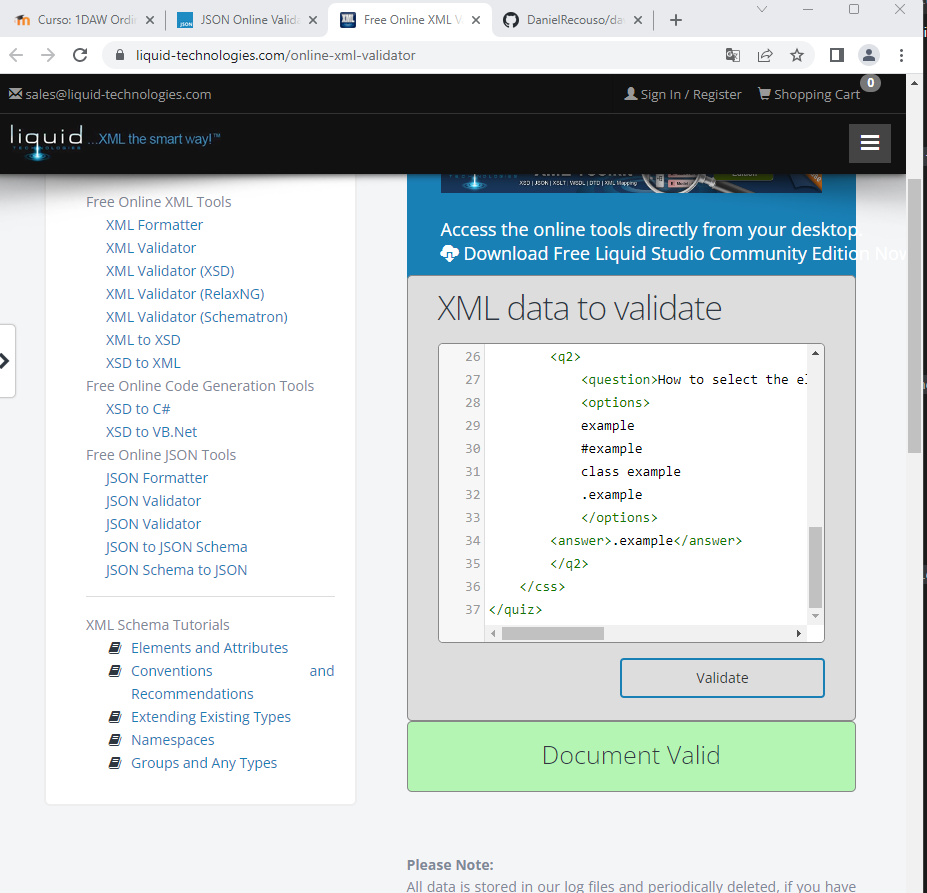 Curso: 1DAW Ordi
JSON Online Valida
Free Online XML V
DanielRecouso/da
liquid-technologies.com/online-xml-validator
sales@liquid-technologies.com
Sign In / Register
Shopping Cart
0
liquid
TECHNOLOGIES
...XML the smart way!™
Free Online XML Tools
XML Formatter
XML Validator
XML Validator (XSD)
XML Validator (RelaxNG)
XML Validator (Schematron)
XML to XSD
XSD to XML
Free Online Code Generation Tools
XSD to C#
XSD to VB.Net
Free Online JSON Tools
JSON Formatter
JSON Validator
JSON Validator
JSON to JSON Schema
JSON Schema to JSON
XML Schema Tutorials
Elements and Attributes
Conventions and
Recommendations
Extending Existing Types
Namespaces
Groups and Any Types
XSD | JSON | XSLT | WSDL | DTD | XML Mapping
Access the online tools directly from your desktop.
Download Free Liquid Studio Community Edition Now
XML data to validate
26 <q2>
27 <question>How to select the el
28 <options>
29 example
30 #example
31 class example
32 .example
33 </options>
34 <answer>.example</answer>
35 </q2>
36 </css>
37 </quiz>
Validate
Document Valid
Please Note:
All data is stored in our log files and periodically deleted, if you have